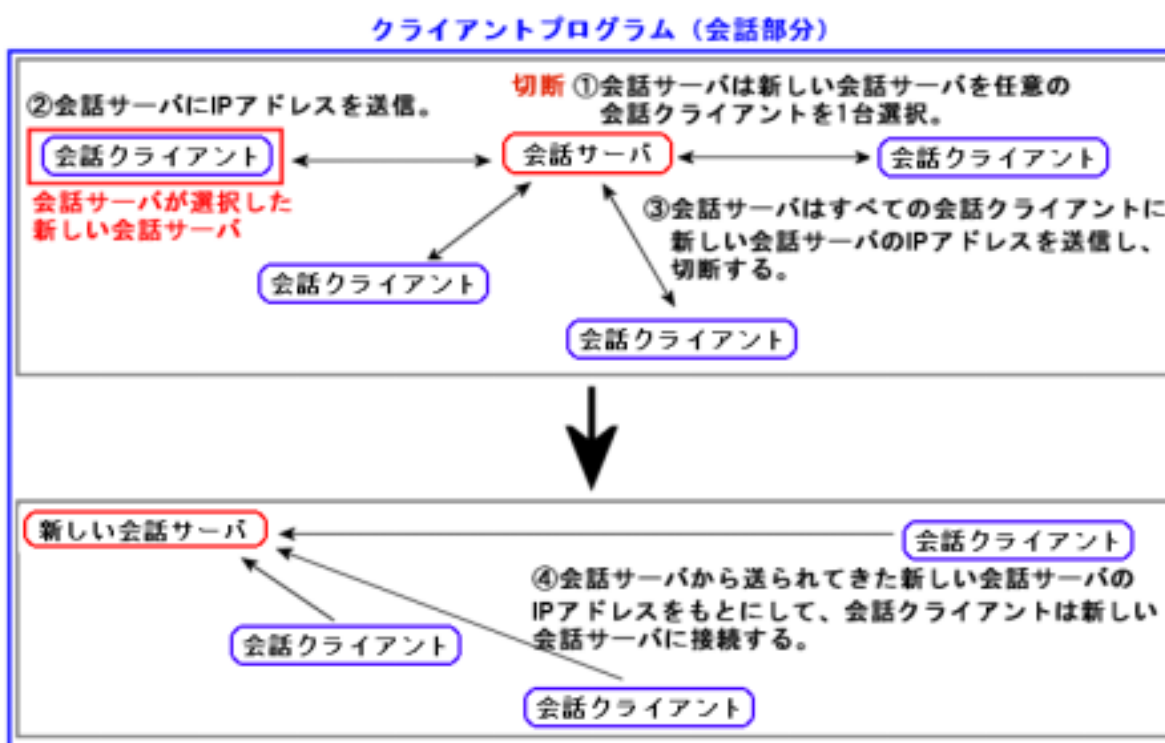 クライアントプログラム（会話部分）
切断 ①会話サーバは新しい会話サーバを任意の
会話クライアントを1台選択。
②会話サーバにIPアドレスを送信。
会話クライアント
会話サーバ
会話クライアント
会話サーバが選択した
新しい会話サーバ
③会話サーバはすべての会話クライアントに
新しい会話サーバのIPアドレスを送信し、
切断する。
会話クライアント
会話クライアント
新しい会話サーバ
会話クライアント
④会話サーバから送られてきた新しい会話サーバの
IPアドレスをもとにして、会話クライアントは新しい
会話サーバに接続する。
会話クライアント
会話クライアント